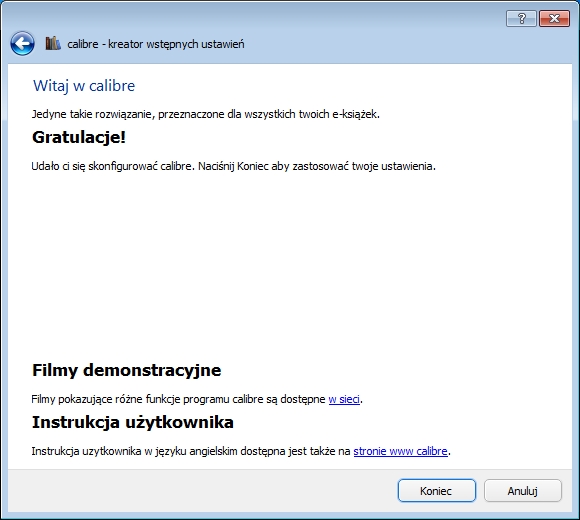 calibre - kreator wstępnych ustawień
Witaj w calibre
Jedyne takie rozwiązanie, przeznaczone dla wszystkich twoich e-książek.
Gratulacje!
Udało ci się skonfigurować calibre. Naciśnij Koniec aby zastosować twoje ustawienia.
Filmy demonstracyjne
Filmy pokazujące różne funkcje programu calibre są dostępne w sieci.
Instrukcja użytkownika
Instrukcja uzytkownika w języku angielskim dostępna jest także na stronie www calibre.
Koniec Anuluj